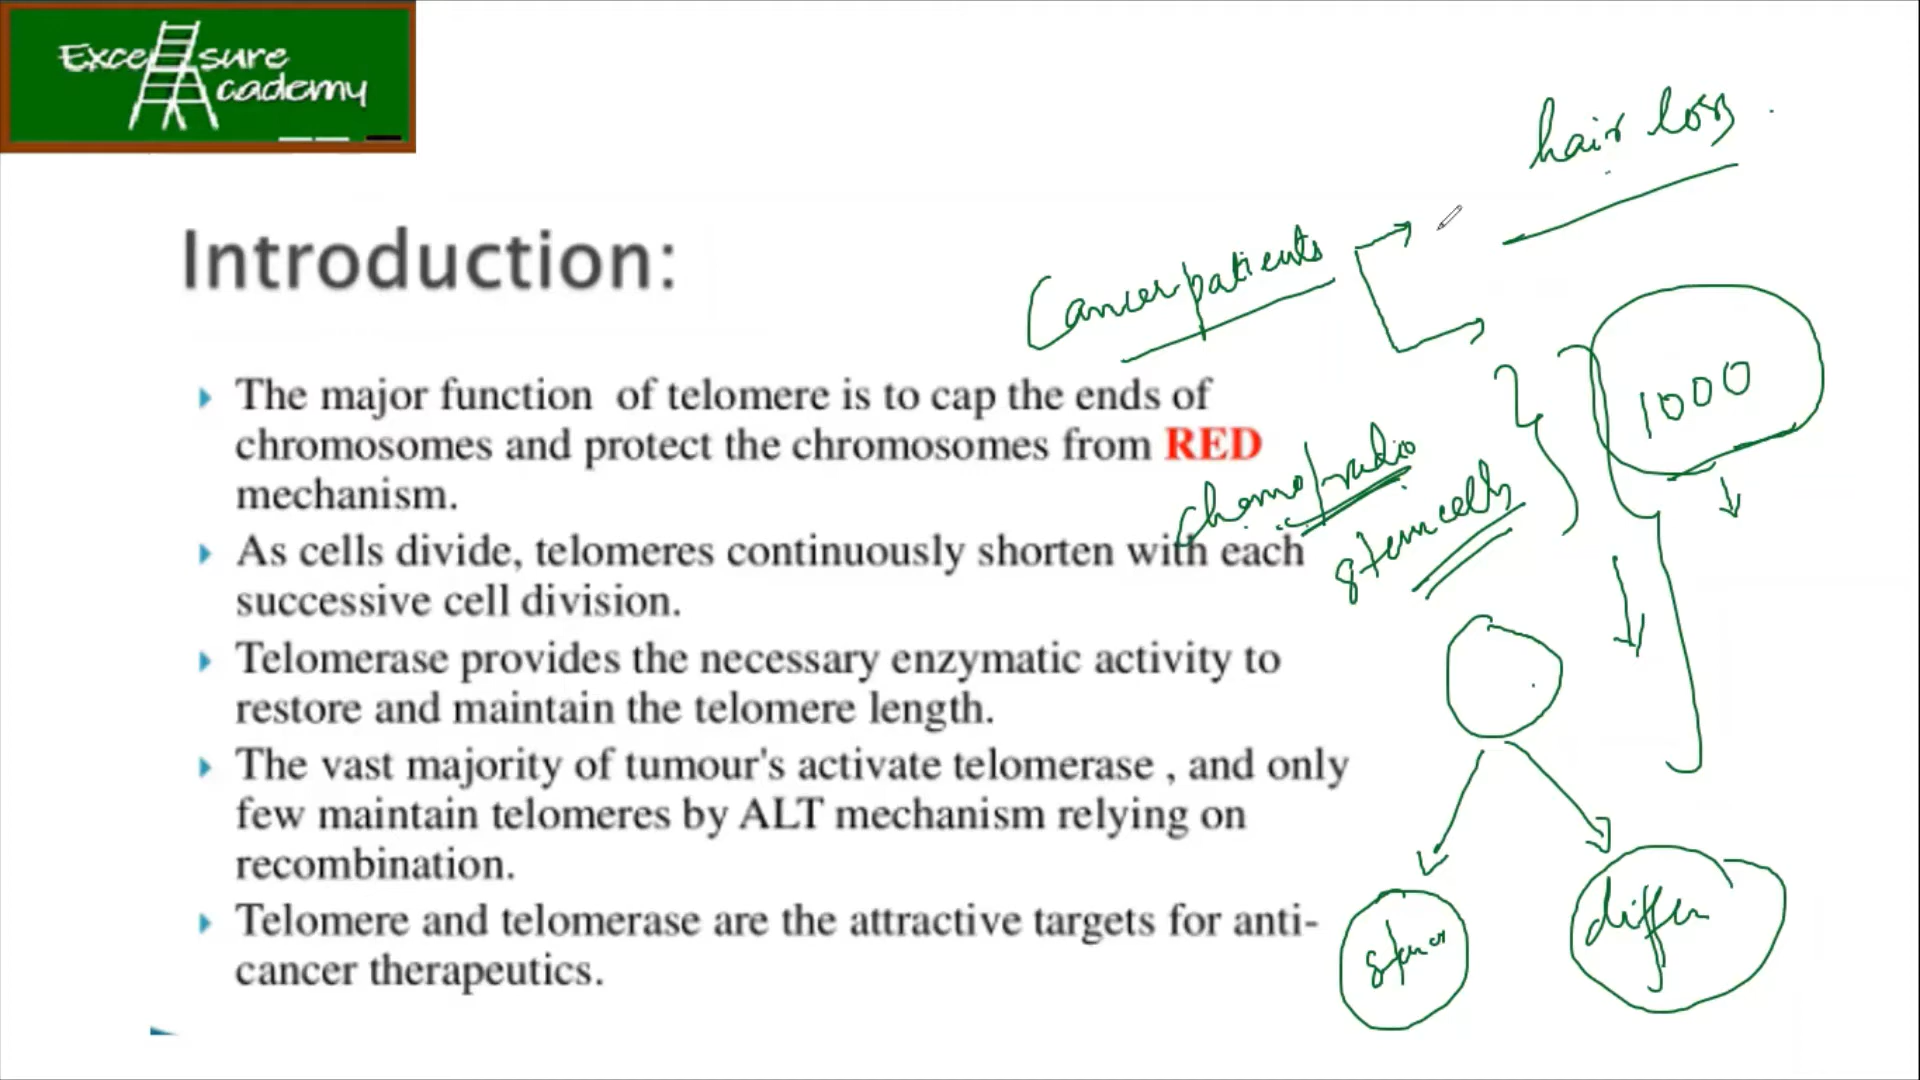 Excelsure
Academy
hair loss
Introduction:
Cancer patients
1000
The major function of telomere is to cap the ends of
chromosomes and protect the chromosomes from RED
mechanism.
chemo/radio
stem cells
As cells divide, telomeres continuously shorten with each
successive cell division.
Telomerase provides the necessary enzymatic activity to
restore and maintain the telomere length.
The vast majority of tumour's activate telomerase , and only
few maintain telomeres by ALT mechanism relying on
recombination.
Telomere and telomerase are the attractive targets for anti-
cancer therapeutics.
differ